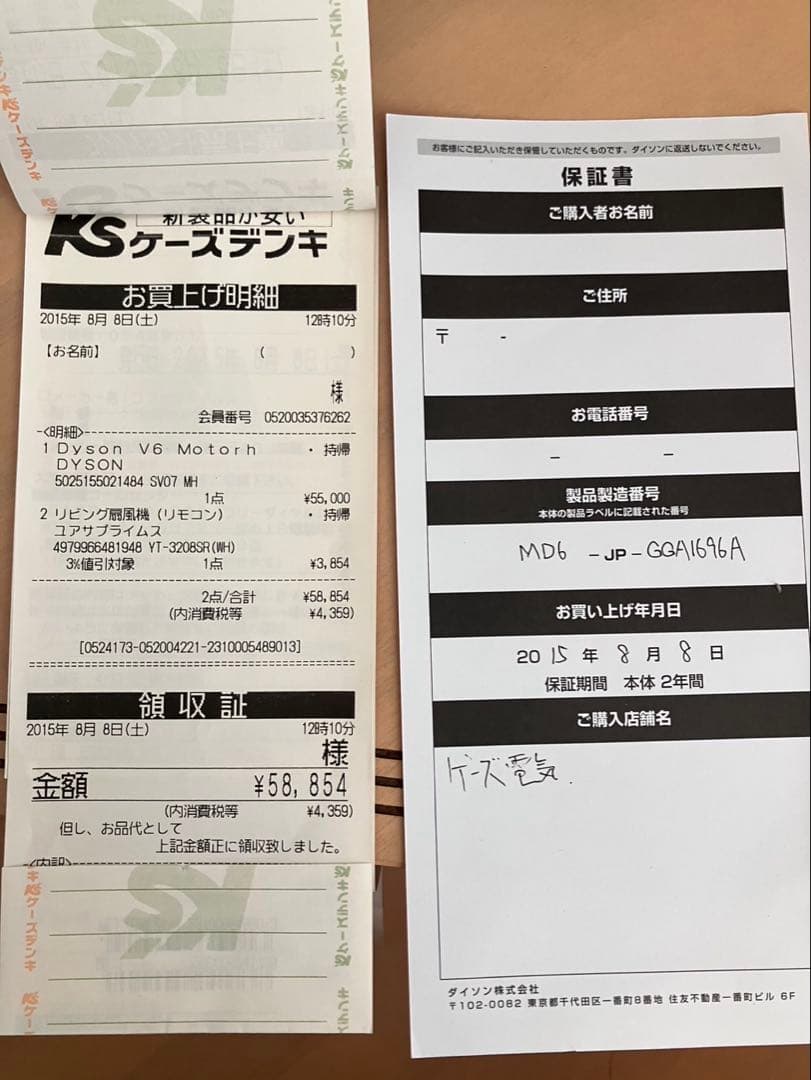 新製品が安い
KSケーズデンキ
お買上げ明細
2015年 8月 8日(土) 12時10分
【お名前】 ( )
様
会員番号 0520035376262
-<明細>-
1 Dyson V6 Motorh ・ 持帰
DYSON
5025155021484 SV07 MH
1点 ¥55,000
2 リビング扇風機(リモコン) ・ 持帰
ユアサプライムス
4979966481948 YT-3208SR(WH)
3%値引対象 1点 ¥3,854
2点/合計 ¥58,854
(内消費税等 ¥4,359)
[0524173-052004221-2310005489013]
領収証
2015年 8月 8日(土) 12時10分
様
金額 ¥58,854
(内消費税等 ¥4,359)
但し、お品代として
上記金額正に領収致しました。
-<内訳>-
KSケーズデンキ
お客様にご記入いただき保管していただくものです。ダイソンに返送しないでください。
保証書
ご購入者お名前
ご住所
〒 -
お電話番号
- -
製品製造番号
本体の製品ラベルに記載された番号
MD6 -JP- GGA1696A
お買い上げ年月日
2015年 8月 8日
保証期間 本体 2年間
ご購入店舗名
ケーズ電気.
ダイソン株式会社
〒102-0082 東京都千代田区一番町8番地 住友不動産一番町ビル 6F